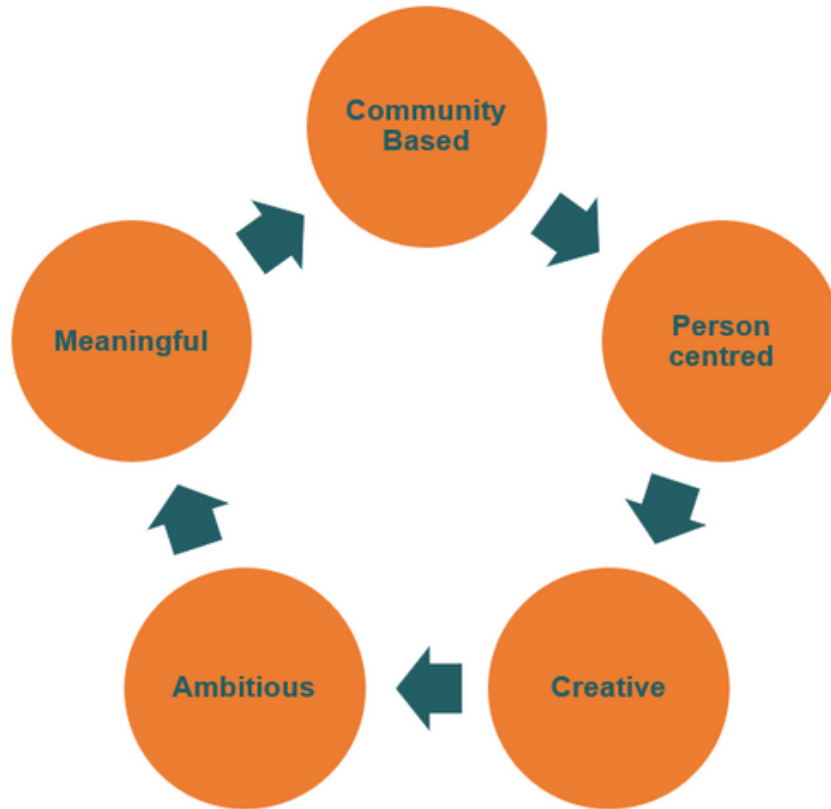 Community
Based
Person
centred
Creative
Ambitious
Meaningful